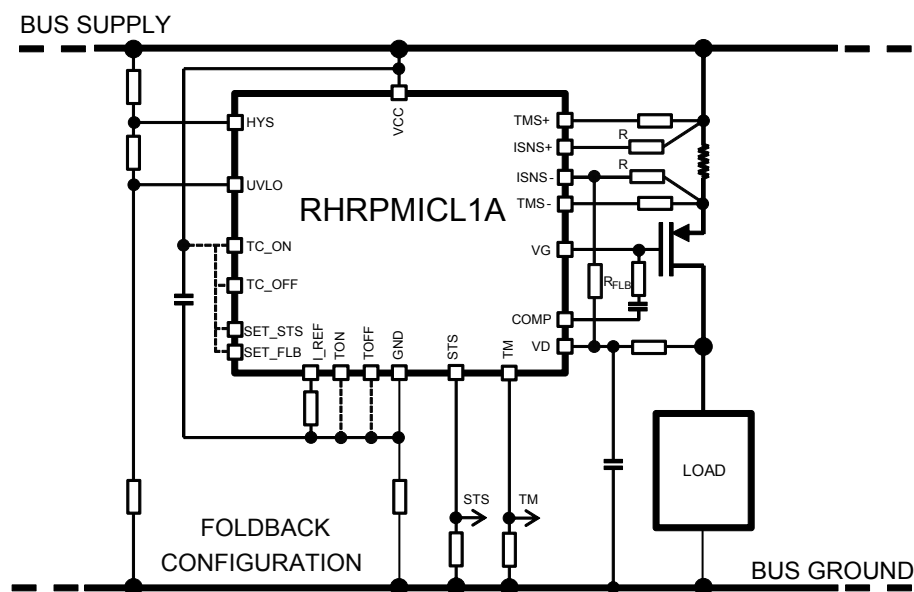 BUS SUPPLY
VCC
HYS
UVLO
TC_ON
TC_OFF
SET_STS
SET_FLB
RHRPMICL1A
TMS+
ISNS+
ISNS-
TMS-
VG
COMP
VD
R
R
RFLB
I_REF
TON
TOFF
GND
STS
TM
LOAD
STS
TM
FOLDBACK
CONFIGURATION
BUS GROUND